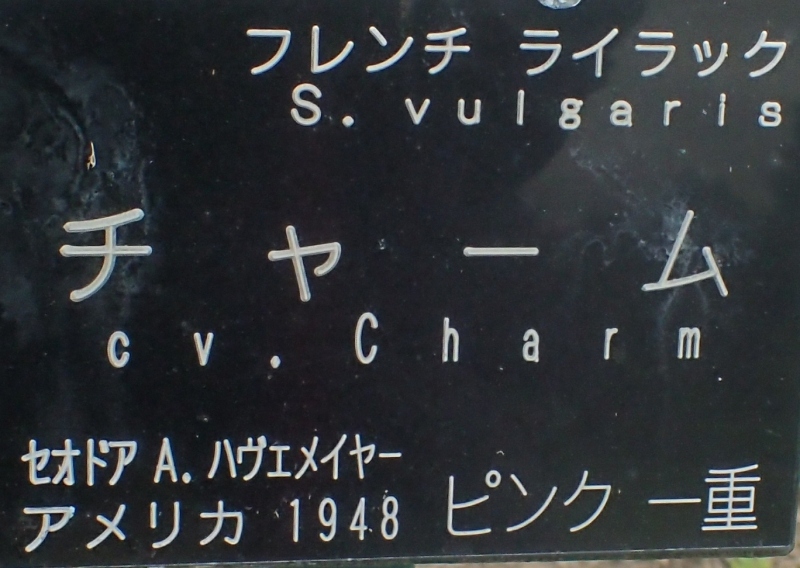 フレンチ ライラック
S. vulgaris
チャーム
cv. Charm
セオドア A. ハヴェメイヤー
アメリカ 1948 ピンク 一重